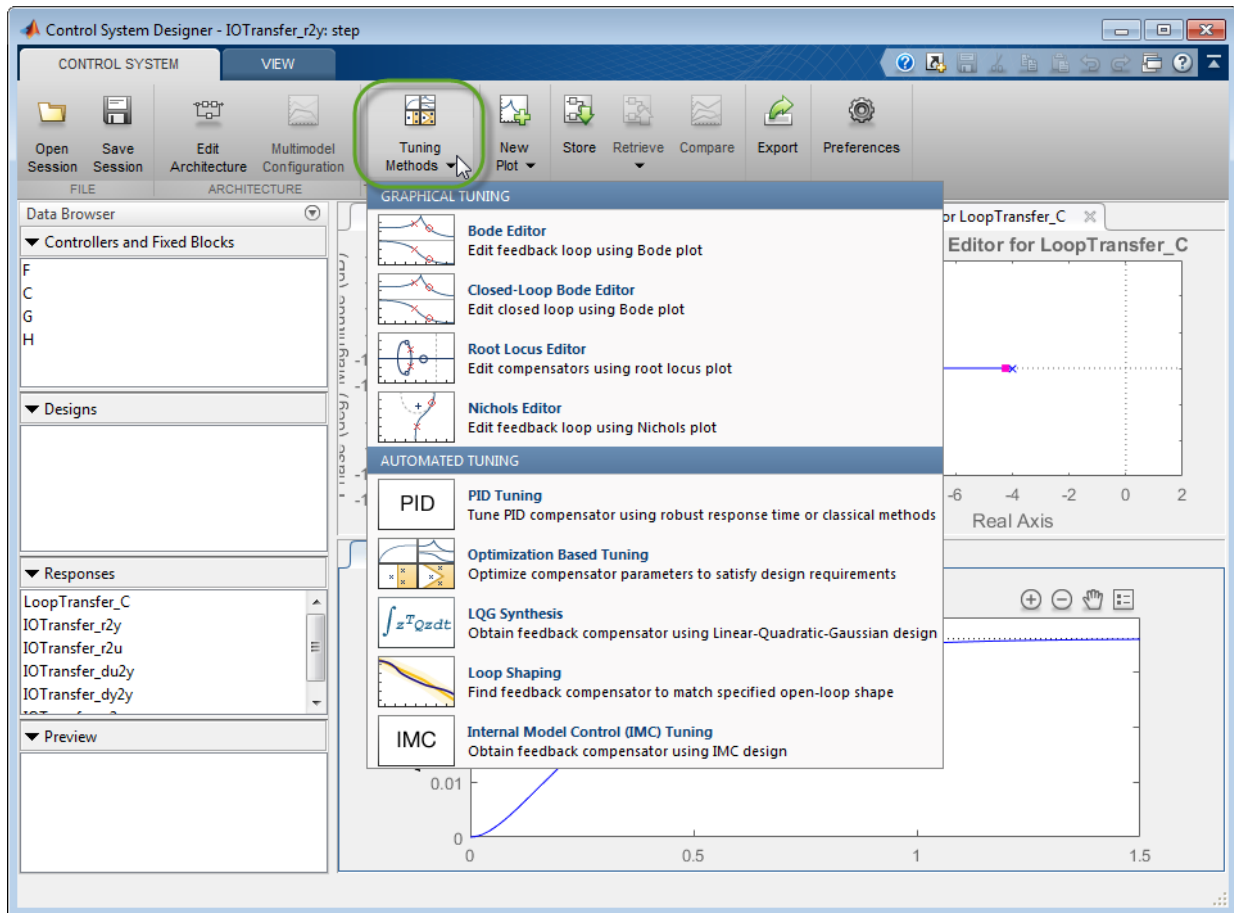 Control System Designer - IOTransfer_r2y: step
CONTROL SYSTEM
VIEW
Open Session
Save Session
Edit Architecture
Multimodel Configuration
Tuning Methods
New Plot
Store
Retrieve
Compare
Export
Preferences
FILE
ARCHITECTURE
Data Browser
Controllers and Fixed Blocks
F
C
G
H
Designs
Responses
LoopTransfer_C
IOTransfer_r2y
IOTransfer_r2u
IOTransfer_du2y
IOTransfer_dy2y
Preview
GRAPHICAL TUNING
Bode Editor
Edit feedback loop using Bode plot
Closed-Loop Bode Editor
Edit closed loop using Bode plot
Root Locus Editor
Edit compensators using root locus plot
Nichols Editor
Edit feedback loop using Nichols plot
AUTOMATED TUNING
PID
PID Tuning
Tune PID compensator using robust response time or classical methods
Optimization Based Tuning
Optimize compensator parameters to satisfy design requirements
∫zᵀQzdt
LQG Synthesis
Obtain feedback compensator using Linear-Quadratic-Gaussian design
Loop Shaping
Find feedback compensator to match specified open-loop shape
IMC
Internal Model Control (IMC) Tuning
Obtain feedback compensator using IMC design
or LoopTransfer_C
Editor for LoopTransfer_C
-6 -4 -2 0 2
Real Axis
0.01
0
0 0.5 1 1.5